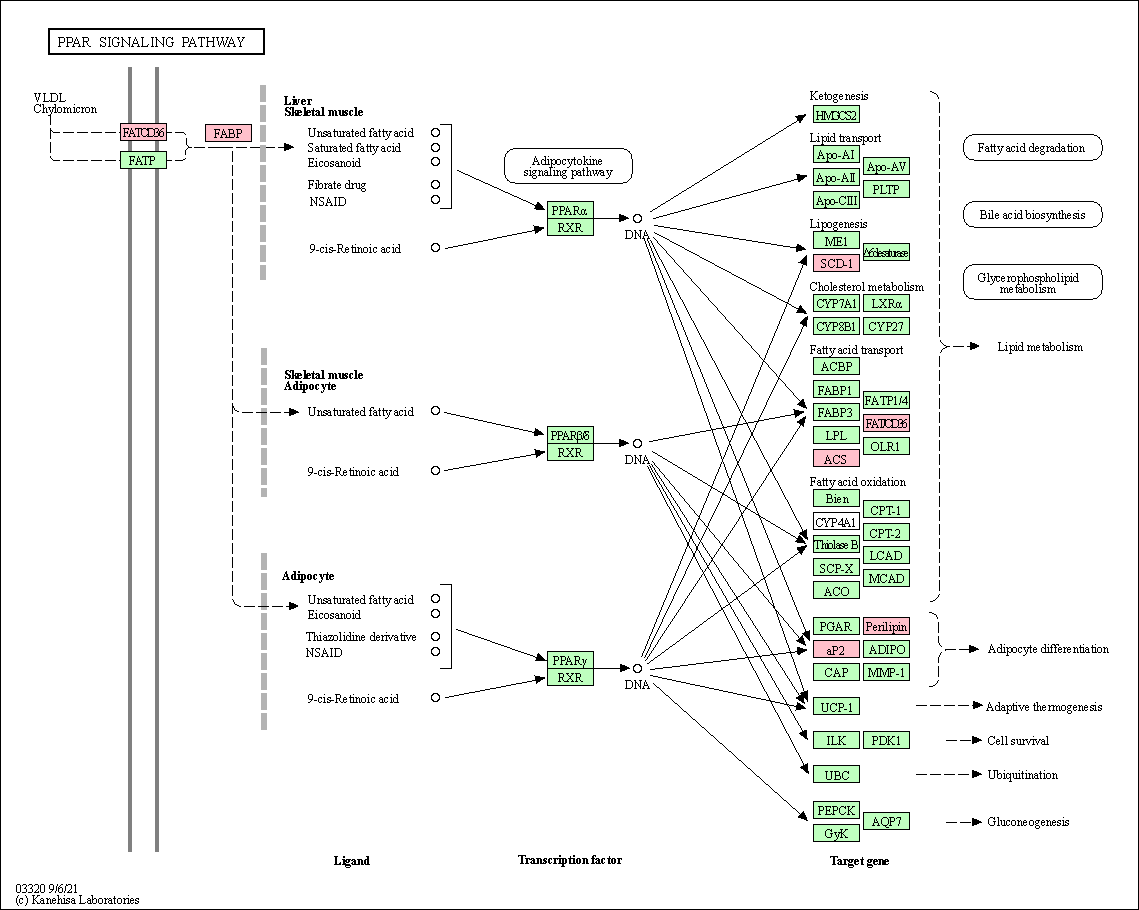 PPAR SIGNALING PATHWAY
VLDL
Chylomicron
FAT/CD36
FATP
FABP
Liver
Skeletal muscle
Unsaturated fatty acid
Saturated fatty acid
Eicosanoid
Fibrate drug
NSAID
9-cis-Retinoic acid
Adipocytokine
signaling pathway
PPARα
RXR
DNA
Skeletal muscle
Adipocyte
Unsaturated fatty acid
9-cis-Retinoic acid
PPARβ/δ
RXR
DNA
Adipocyte
Unsaturated fatty acid
Eicosanoid
Thiazolidine derivative
NSAID
9-cis-Retinoic acid
PPARγ
RXR
DNA
Ketogenesis
HMGCS2
Lipid transport
Apo-AI
Apo-AII
Apo-CIII
Apo-AV
PLTP
Lipogenesis
ME1
SCD-1
Δ6desaturase
Cholesterol metabolism
CYP7A1
LXRα
CYP8B1
CYP27
Fatty acid transport
ACBP
FABP1
FABP3
LPL
ACS
FATP1/4
FAT/CD36
OLR1
Fatty acid oxidation
Bien
CYP4A1
Thiolase B
SCP-X
ACO
CPT-1
CPT-2
LCAD
MCAD
PGAR
Perilipin
aP2
ADIPO
CAP
MMP-1
UCP-1
ILK
PDK1
UBC
PEPCK
GyK
AQP7
Fatty acid degradation
Bile acid biosynthesis
Glycerophospholipid
metabolism
Lipid metabolism
Adipocyte differentiation
Adaptive thermogenesis
Cell survival
Ubiquitination
Gluconeogenesis
Ligand
Transcription factor
Target gene
03320 9/6/21
(c) Kanehisa Laboratories